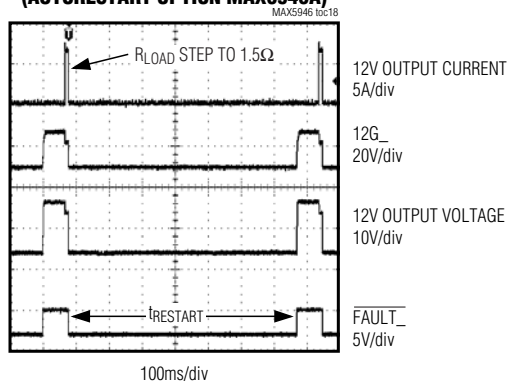 (AUTORESTART OPTION MAX5946A)
MAX5946 toc18
RLOAD STEP TO 1.5Ω
12V OUTPUT CURRENT
5A/div
12G_
20V/div
12V OUTPUT VOLTAGE
10V/div
tRESTART
FAULT_
5V/div
100ms/div